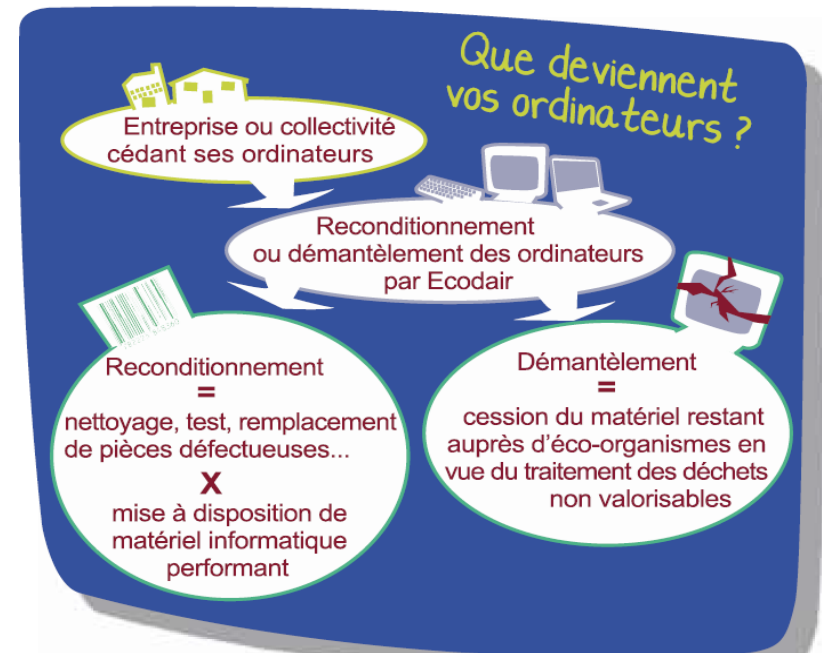 Que deviennent
vos ordinateurs ?
Entreprise ou collectivité
cédant ses ordinateurs
Reconditionnement
ou démantèlement des ordinateurs
par Ecodair
Reconditionnement
=
nettoyage, test, remplacement
de pièces défectueuses...
X
mise à disposition de
matériel informatique
performant
Démantèlement
=
cession du matériel restant
auprès d'éco-organismes en
vue du traitement des déchets
non valorisables